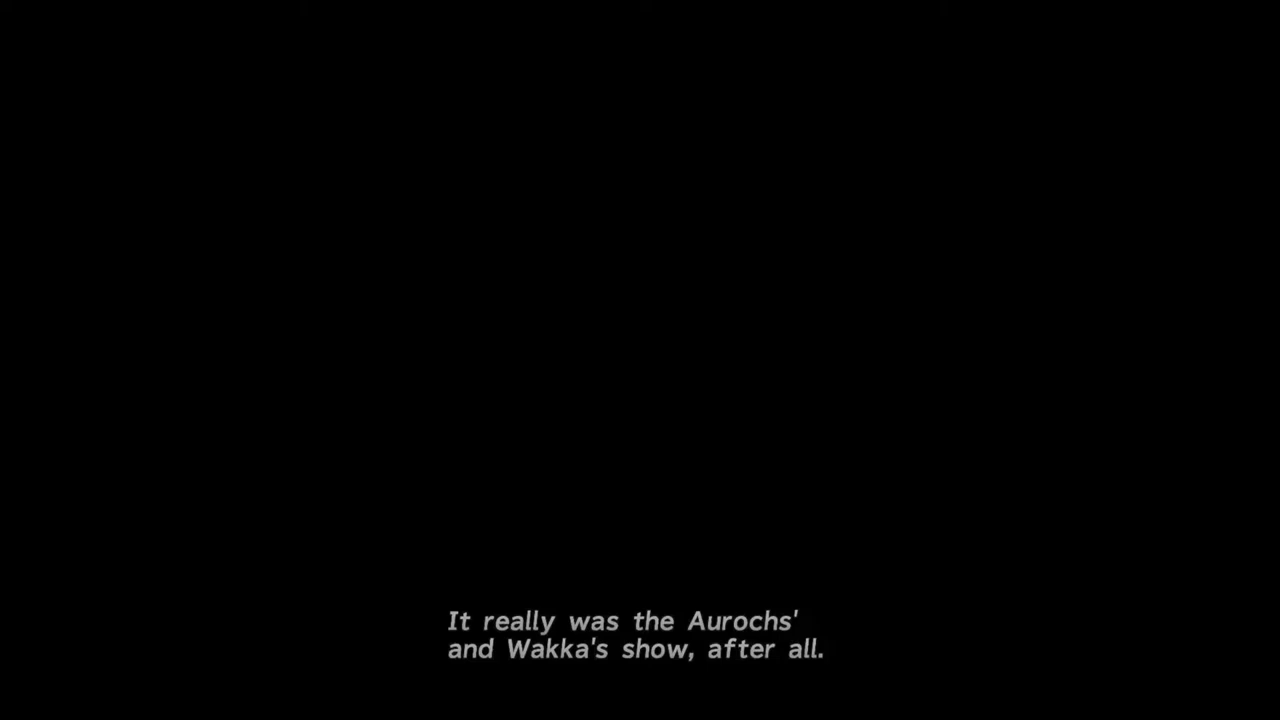 It really was the Aurochs'
and Wakka's show, after all.